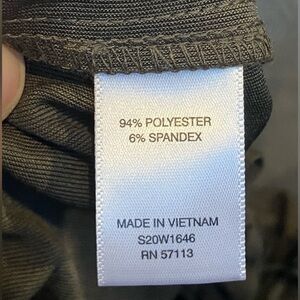 94% POLYESTER
6% SPANDEX
MADE IN VIETNAM
S20W1646
RN 57113